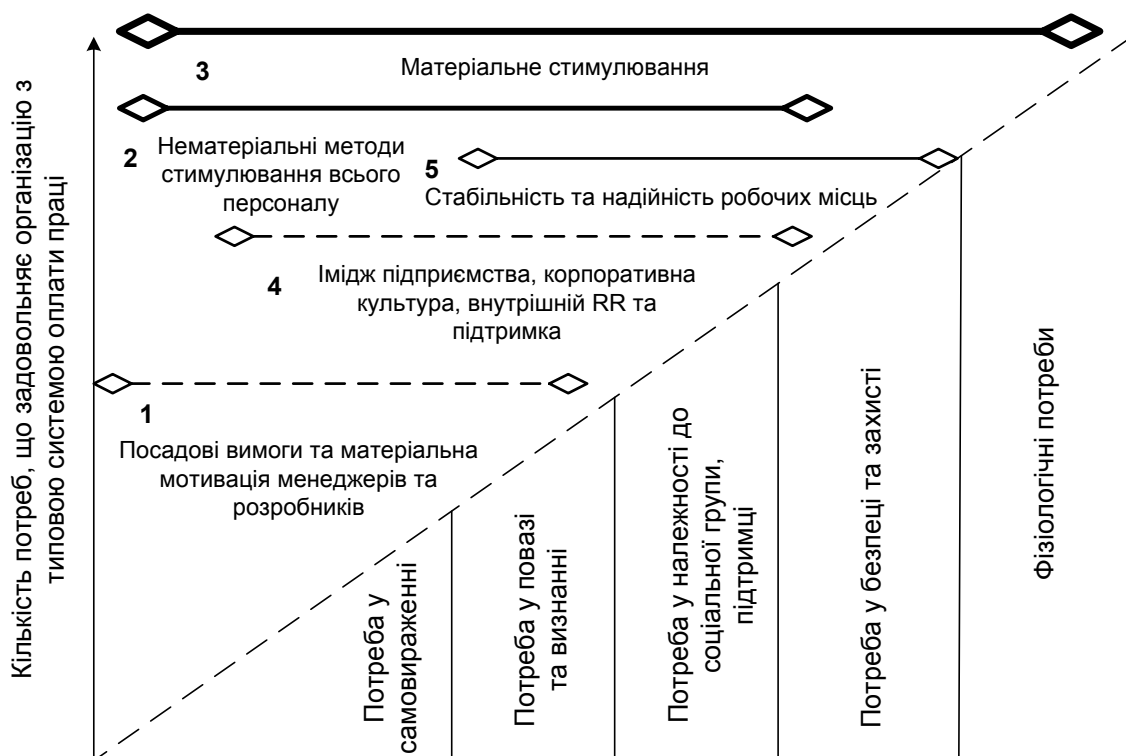 Кількість потреб, що задовольняє організацію з
типовою системою оплати праці
3
Матеріальне стимулювання
2
Нематеріальні методи
стимулювання всього
персоналу
5
Стабільність та надійність робочих місць
4
Імідж підприємства, корпоративна
культура, внутрішній RR та
підтримка
1
Посадові вимоги та матеріальна
мотивація менеджерів та
розробників
Потреба у
самовираженні
Потреба у повазі
та визнанні
Потреба у належності до
соціальної групи,
підтримці
Потреба у безпеці та захисті
Фізіологічні потреби